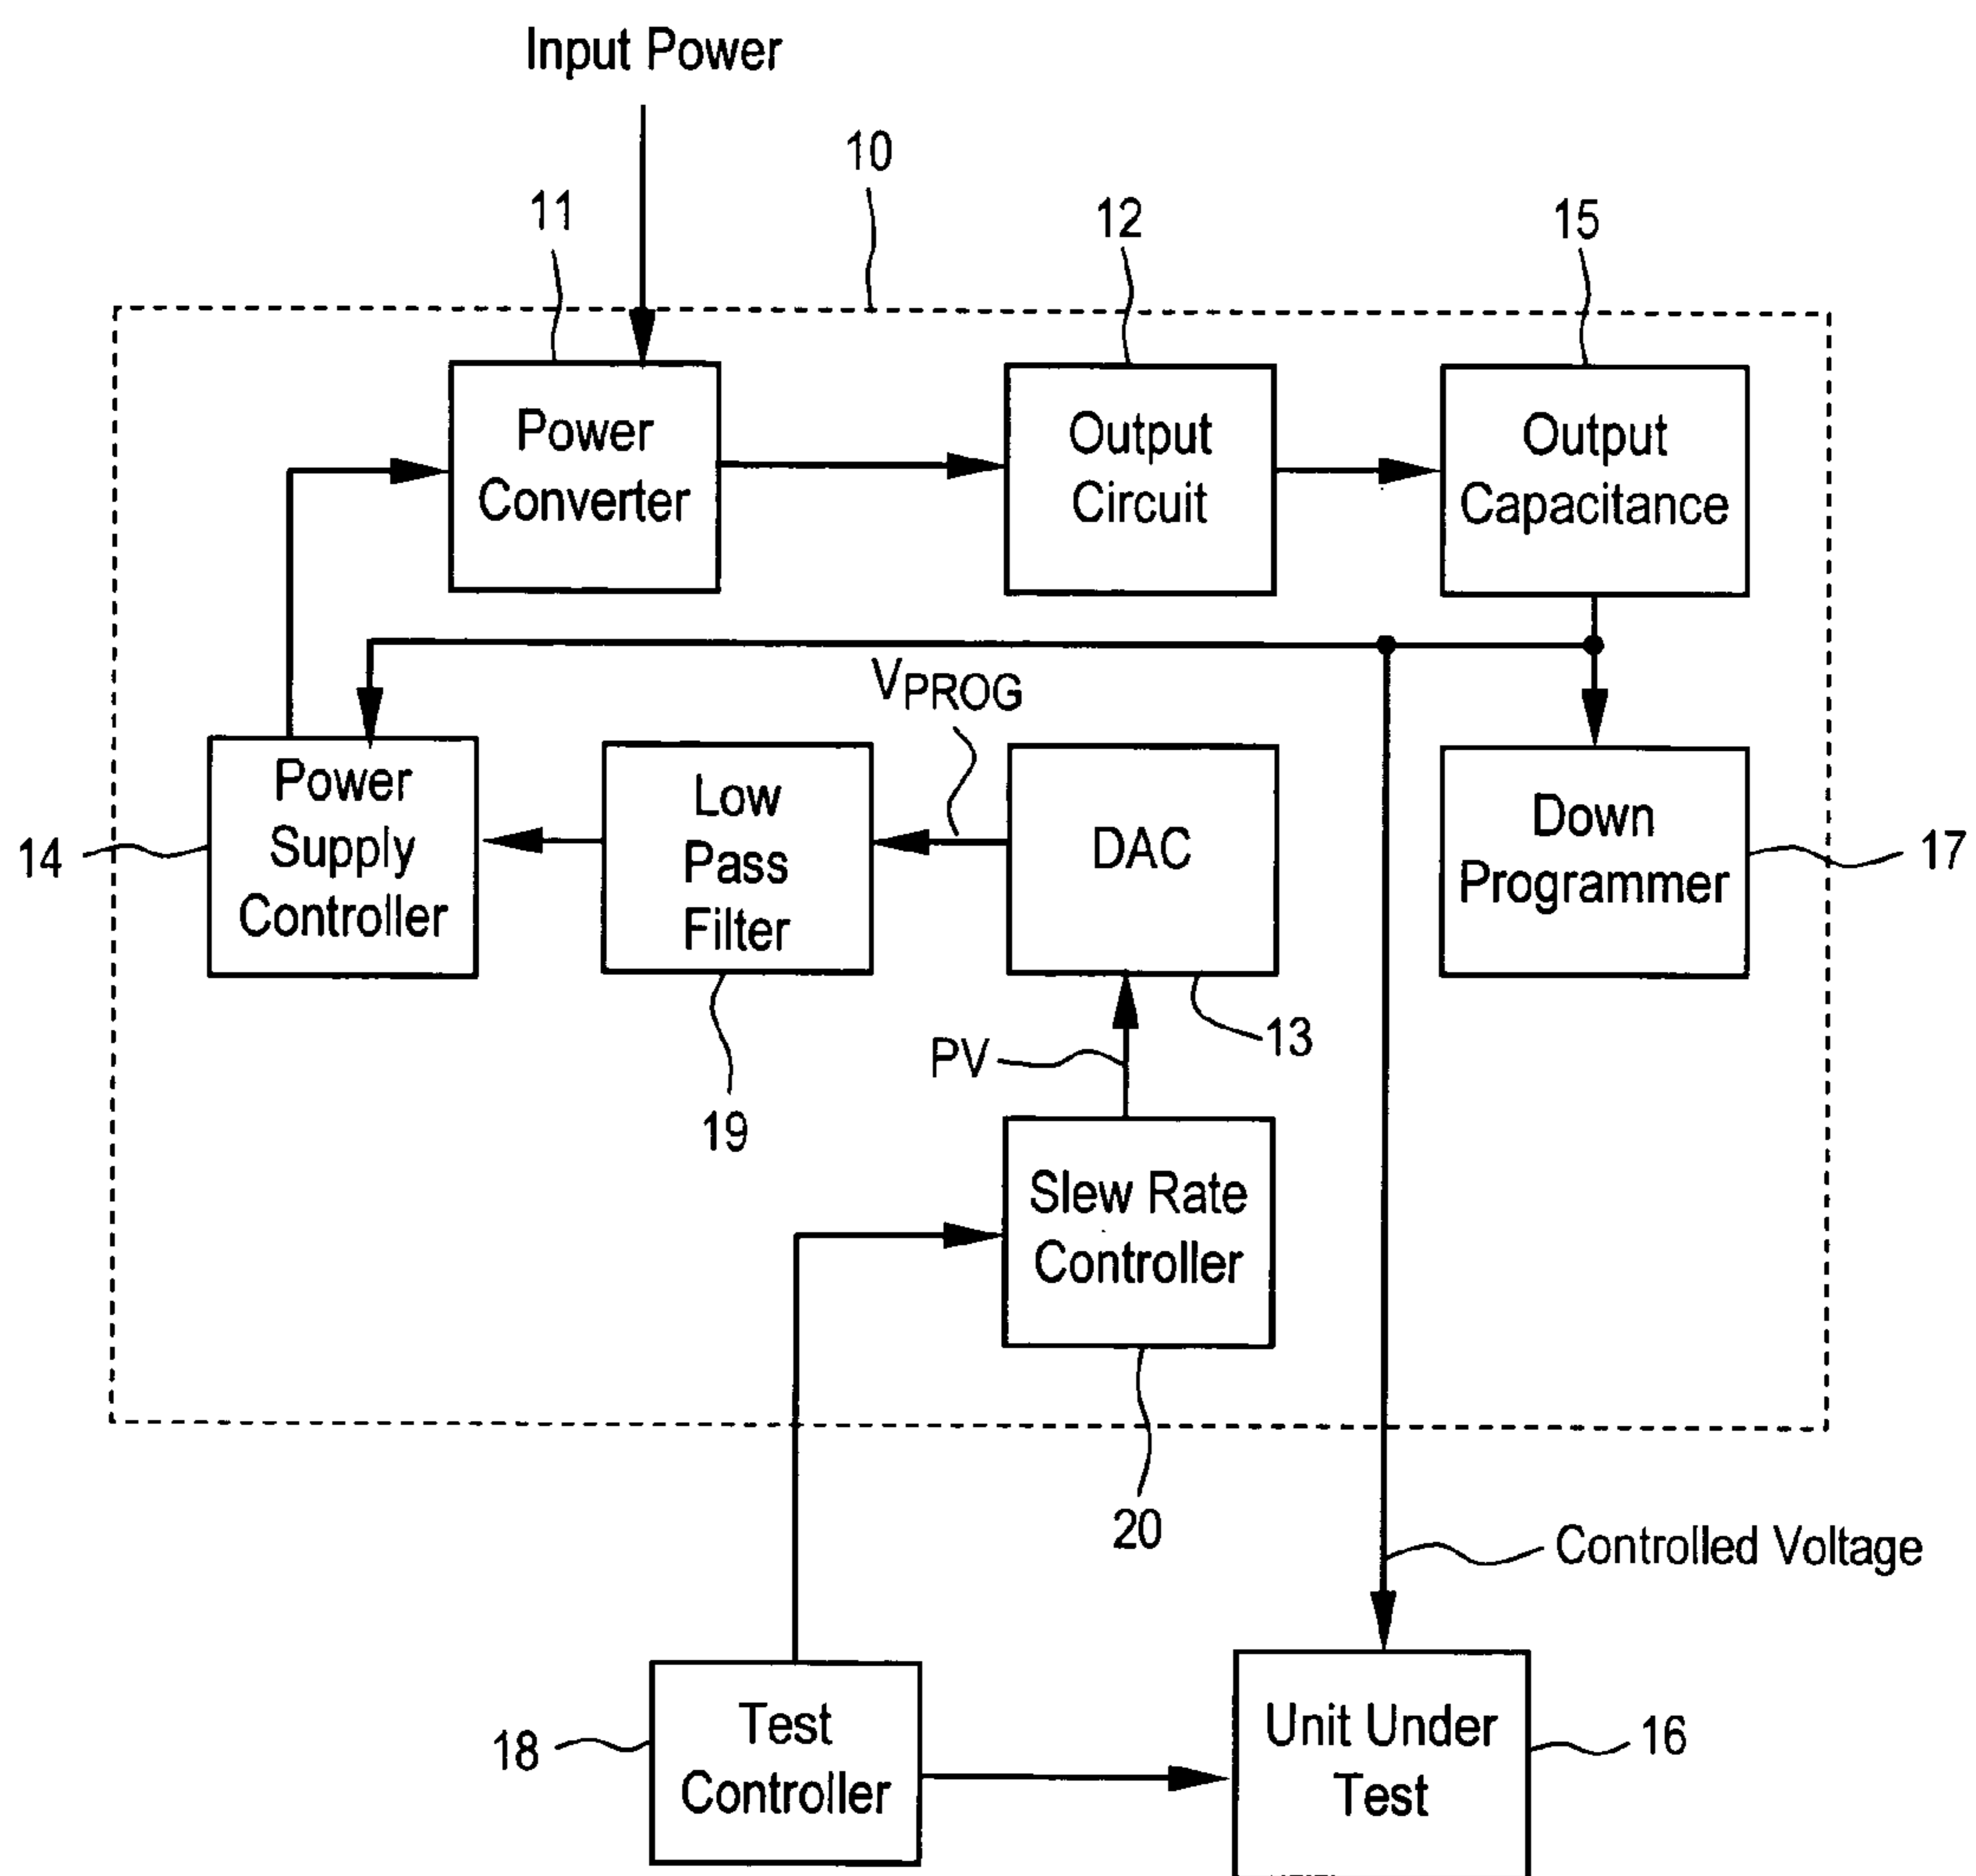 Input Power
10
11
12
15
Power
Converter
Output
Circuit
Output
Capacitance
VPROG
14
Power
Supply
Controller
Low
Pass
Filter
DAC
Down
Programmer
17
13
PV
19
Slew Rate
Controller
20
Controlled Voltage
18
Test
Controller
Unit Under
Test
16